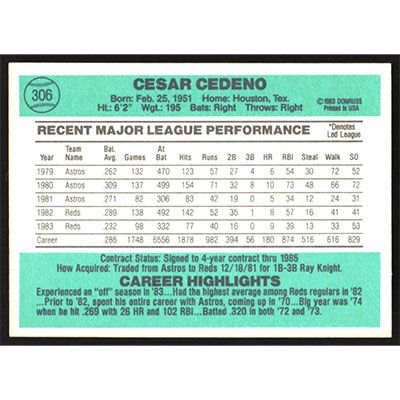 306
CESAR CEDENO
Born: Feb. 25, 1951 Home: Houston, Tex.
Ht.: 6'2" Wgt.: 195 Bats: Right Throws: Right
© 1983 DONRUSS
Printed in USA
RECENT MAJOR LEAGUE PERFORMANCE
*Denotes
Led League
Year Team Name Bat. Avg. Games At Bat Hits Runs 2B 3B HR RBI Steal Walk SO
1979 Astros .262 132 470 123 57 27 4 6 54 30 72 52
1980 Astros .309 137 499 154 71 32 8 10 73 48 66 72
1981 Astros .271 82 306 83 42 19 0 5 34 12 24 31
1982 Reds .289 138 492 142 52 35 1 8 57 16 41 41
1983 Reds .232 98 332 77 40 16 0 9 39 13 33 53
Career .286 1748 6556 1878 982 394 56 180 874 516 616 829
Contract Status: Signed to 4-year contract thru 1985
How Acquired: Traded from Astros to Reds 12/18/81 for 1B-3B Ray Knight.
CAREER HIGHLIGHTS
Experienced an "off" season in '83...Had the highest average among Reds regulars in '82
...Prior to '82, spent his entire career with Astros, coming up in '70...Big year was '74
when he hit .269 with 26 HR and 102 RBI...Batted .320 in both '72 and '73.